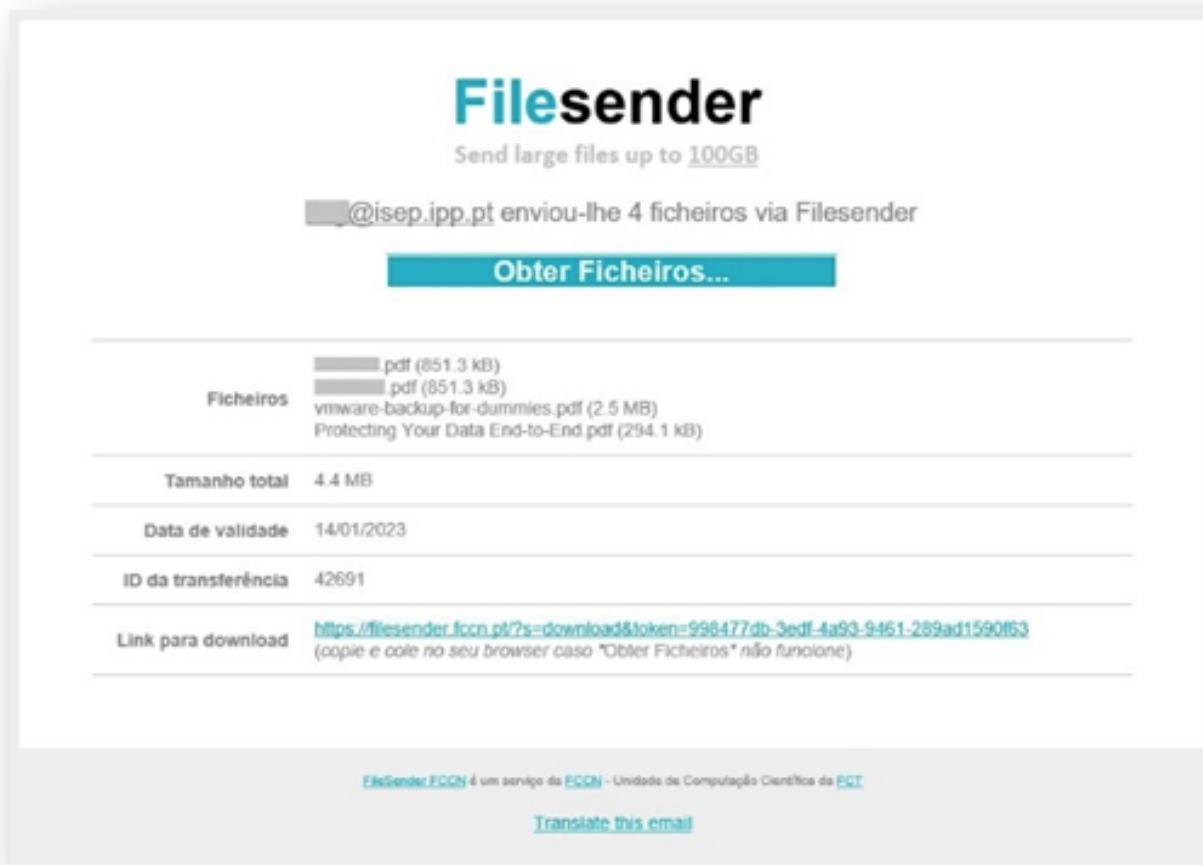 Filesender
Send large files up to 100GB
@isep.ipp.pt enviou-lhe 4 ficheiros via Filesender
Obter Ficheiros...
Ficheiros
.pdf (851.3 kB)
.pdf (851.3 kB)
vmware-backup-for-dummies.pdf (2.5 MB)
Protecting Your Data End-to-End.pdf (294.1 kB)
Tamanho total 4.4 MB
Data de validade 14/01/2023
ID da transferência 42691
Link para download https://filesender.fccn.pt/?s=download&token=998477db-3edf-4a93-9461-289ad1590f63
(copie e cole no seu browser caso "Obter Ficheiros" não funcione)
FileSender FCCN é um serviço da FCCN - Unidade de Computação Científica da FCT
Translate this email